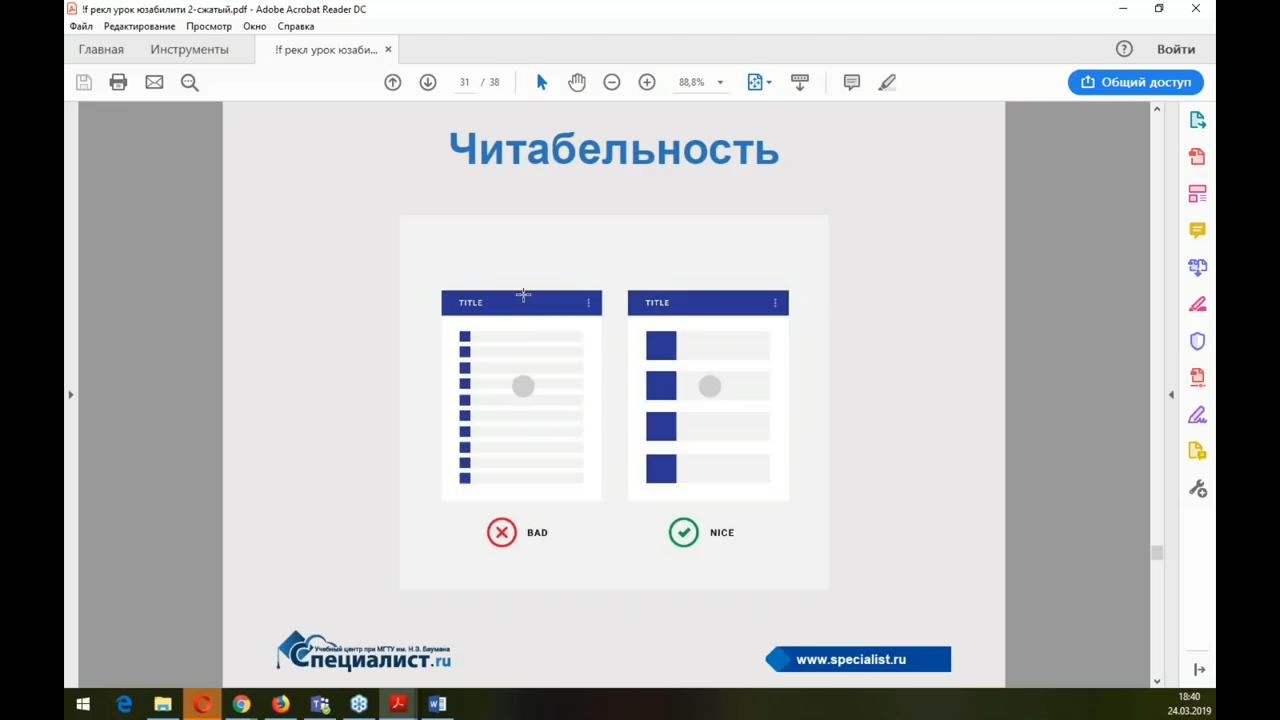 !f рекл урок юзабилити 2-сжатый.pdf - Adobe Acrobat Reader DC
Файл Редактирование Просмотр Окно Справка
Главная Инструменты !f рекл урок юзаби... × Войти
31 / 38 88,8% Общий доступ
Читабельность
TITLE TITLE
BAD NICE
Учебный центр при МГТУ им. Н.Э. Баумана
Специалист.ru
www.specialist.ru
18:40
24.03.2019